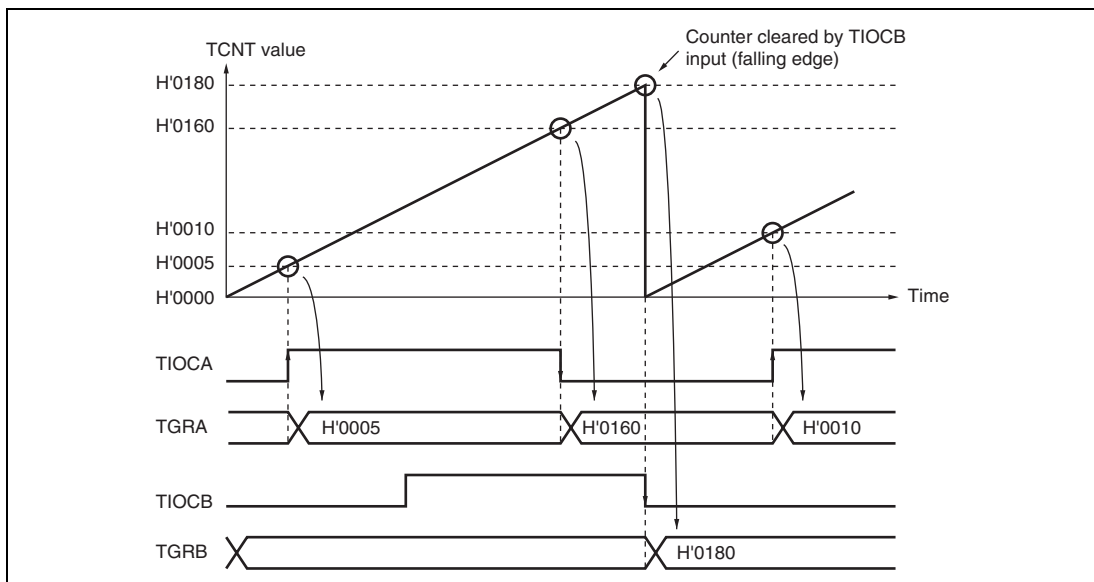 Counter cleared by TIOCB
input (falling edge)
TCNT value
H'0180
H'0160
H'0010
H'0005
H'0000
Time
TIOCA
TGRA
H'0005
H'0160
H'0010
TIOCB
TGRB
H'0180